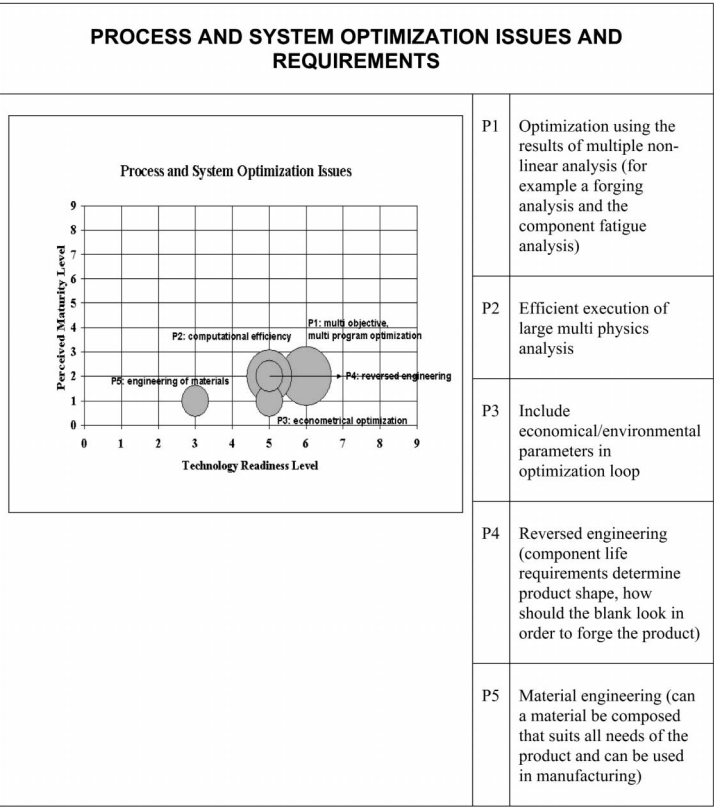 PROCESS AND SYSTEM OPTIMIZATION ISSUES AND
REQUIREMENTS
Process and System Optimization Issues
Perceived Maturity Level
9
8
7
6
5
4
3
2
1
0
P1: multi objective,
multi program optimization
P2: computational efficiency
P4: reversed engineering
P5: engineering of materials
P3: econometrical optimization
0 1 2 3 4 5 6 7 8 9
Technology Readiness Level
P1 Optimization using the
results of multiple non-
linear analysis (for
example a forging
analysis and the
component fatigue
analysis)
P2 Efficient execution of
large multi physics
analysis
P3 Include
economical/environmental
parameters in
optimization loop
P4 Reversed engineering
(component life
requirements determine
product shape, how
should the blank look in
order to forge the product)
P5 Material engineering (can
a material be composed
that suits all needs of the
product and can be used
in manufacturing)